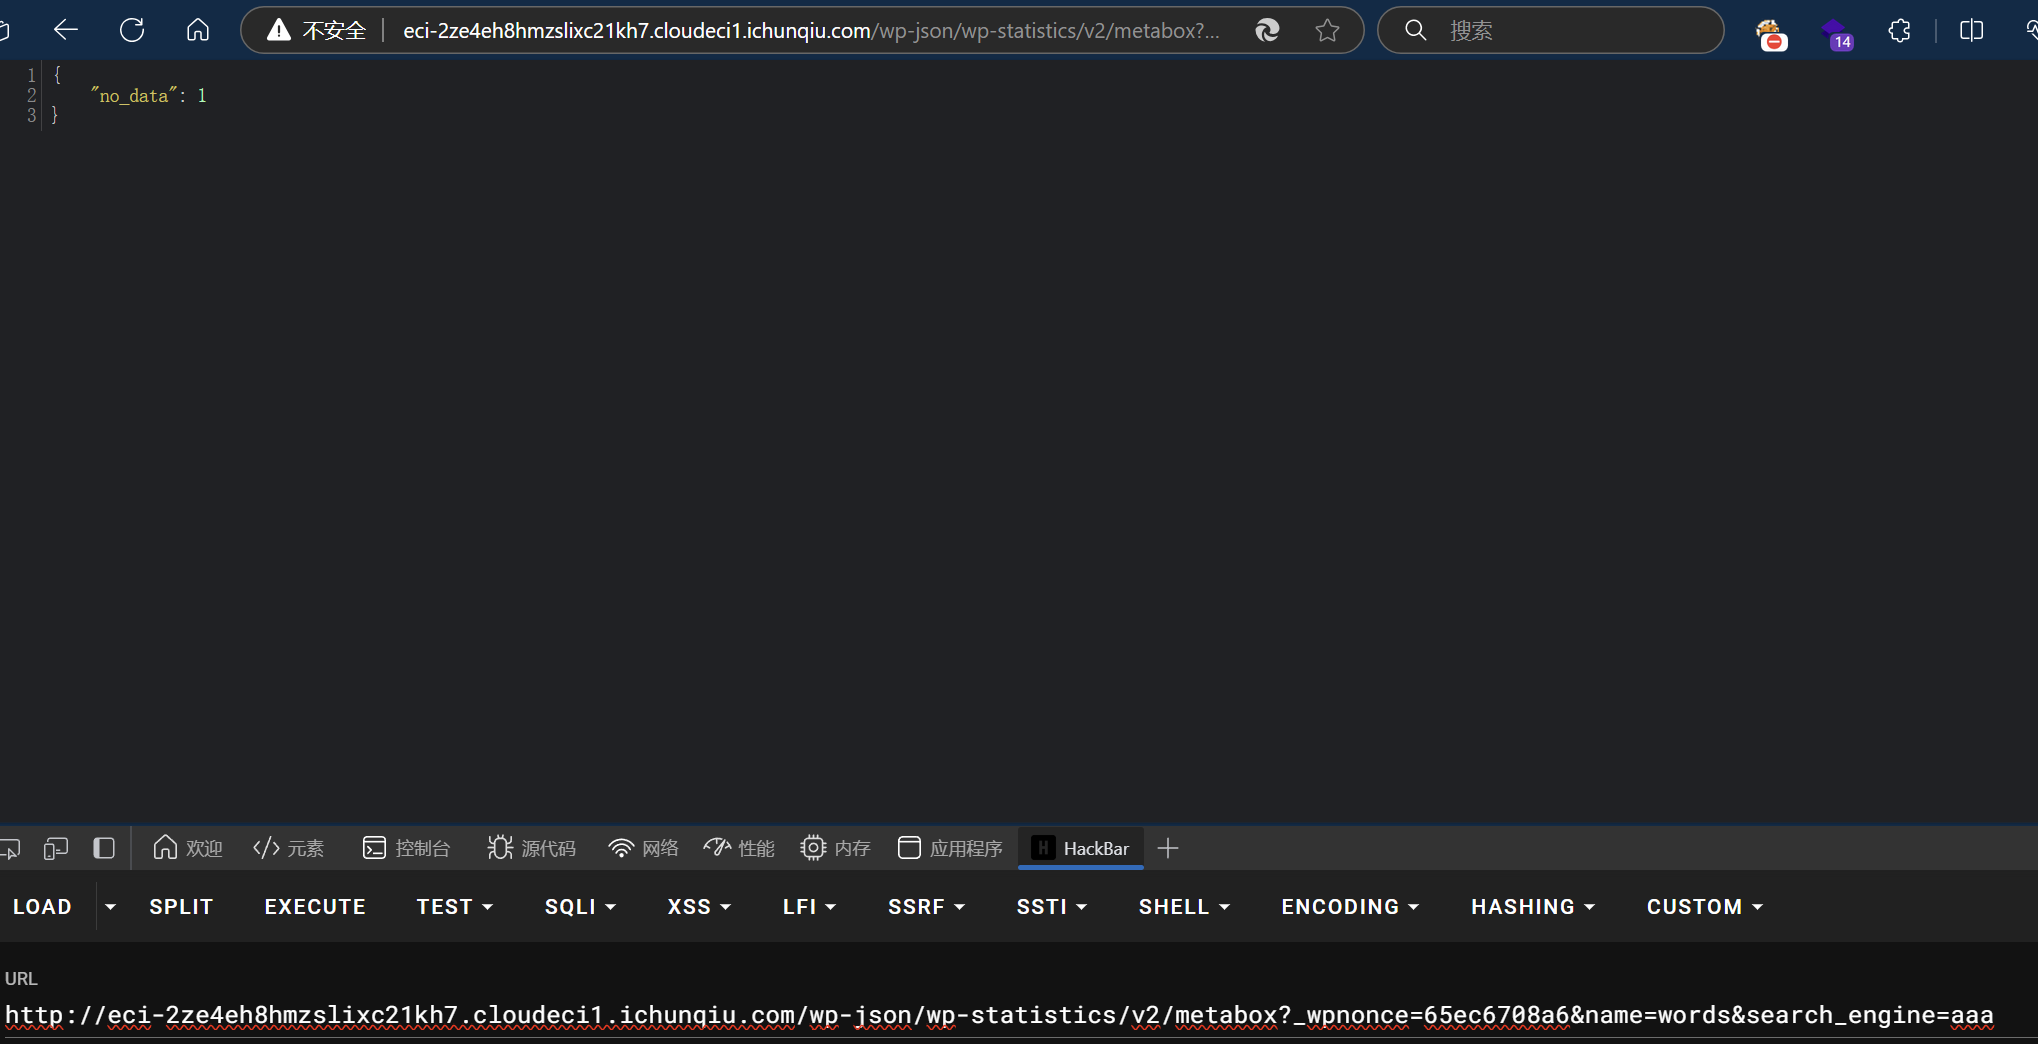 不安全 eci-2ze4eh8hmzslixc21kh7.cloudeci1.ichunqiu.com/wp-json/wp-statistics/v2/metabox?... 搜索 14
1 {
2 "no_data": 1
3 }
欢迎 元素 控制台 源代码 网络 性能 内存 应用程序 H HackBar
LOAD SPLIT EXECUTE TEST SQLI XSS LFI SSRF SSTI SHELL ENCODING HASHING CUSTOM
URL
http://eci-2ze4eh8hmzslixc21kh7.cloudeci1.ichunqiu.com/wp-json/wp-statistics/v2/metabox?_wpnonce=65ec6708a6&name=words&search_engine=aaa